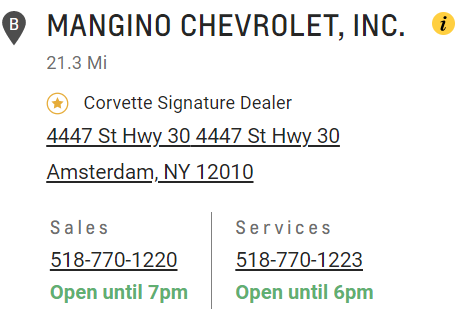 B
MANGINO CHEVROLET, INC.
i
21.3 Mi
Corvette Signature Dealer
4447 St Hwy 30 4447 St Hwy 30
Amsterdam, NY 12010
Sales
Services
518-770-1220
518-770-1223
Open until 7pm
Open until 6pm